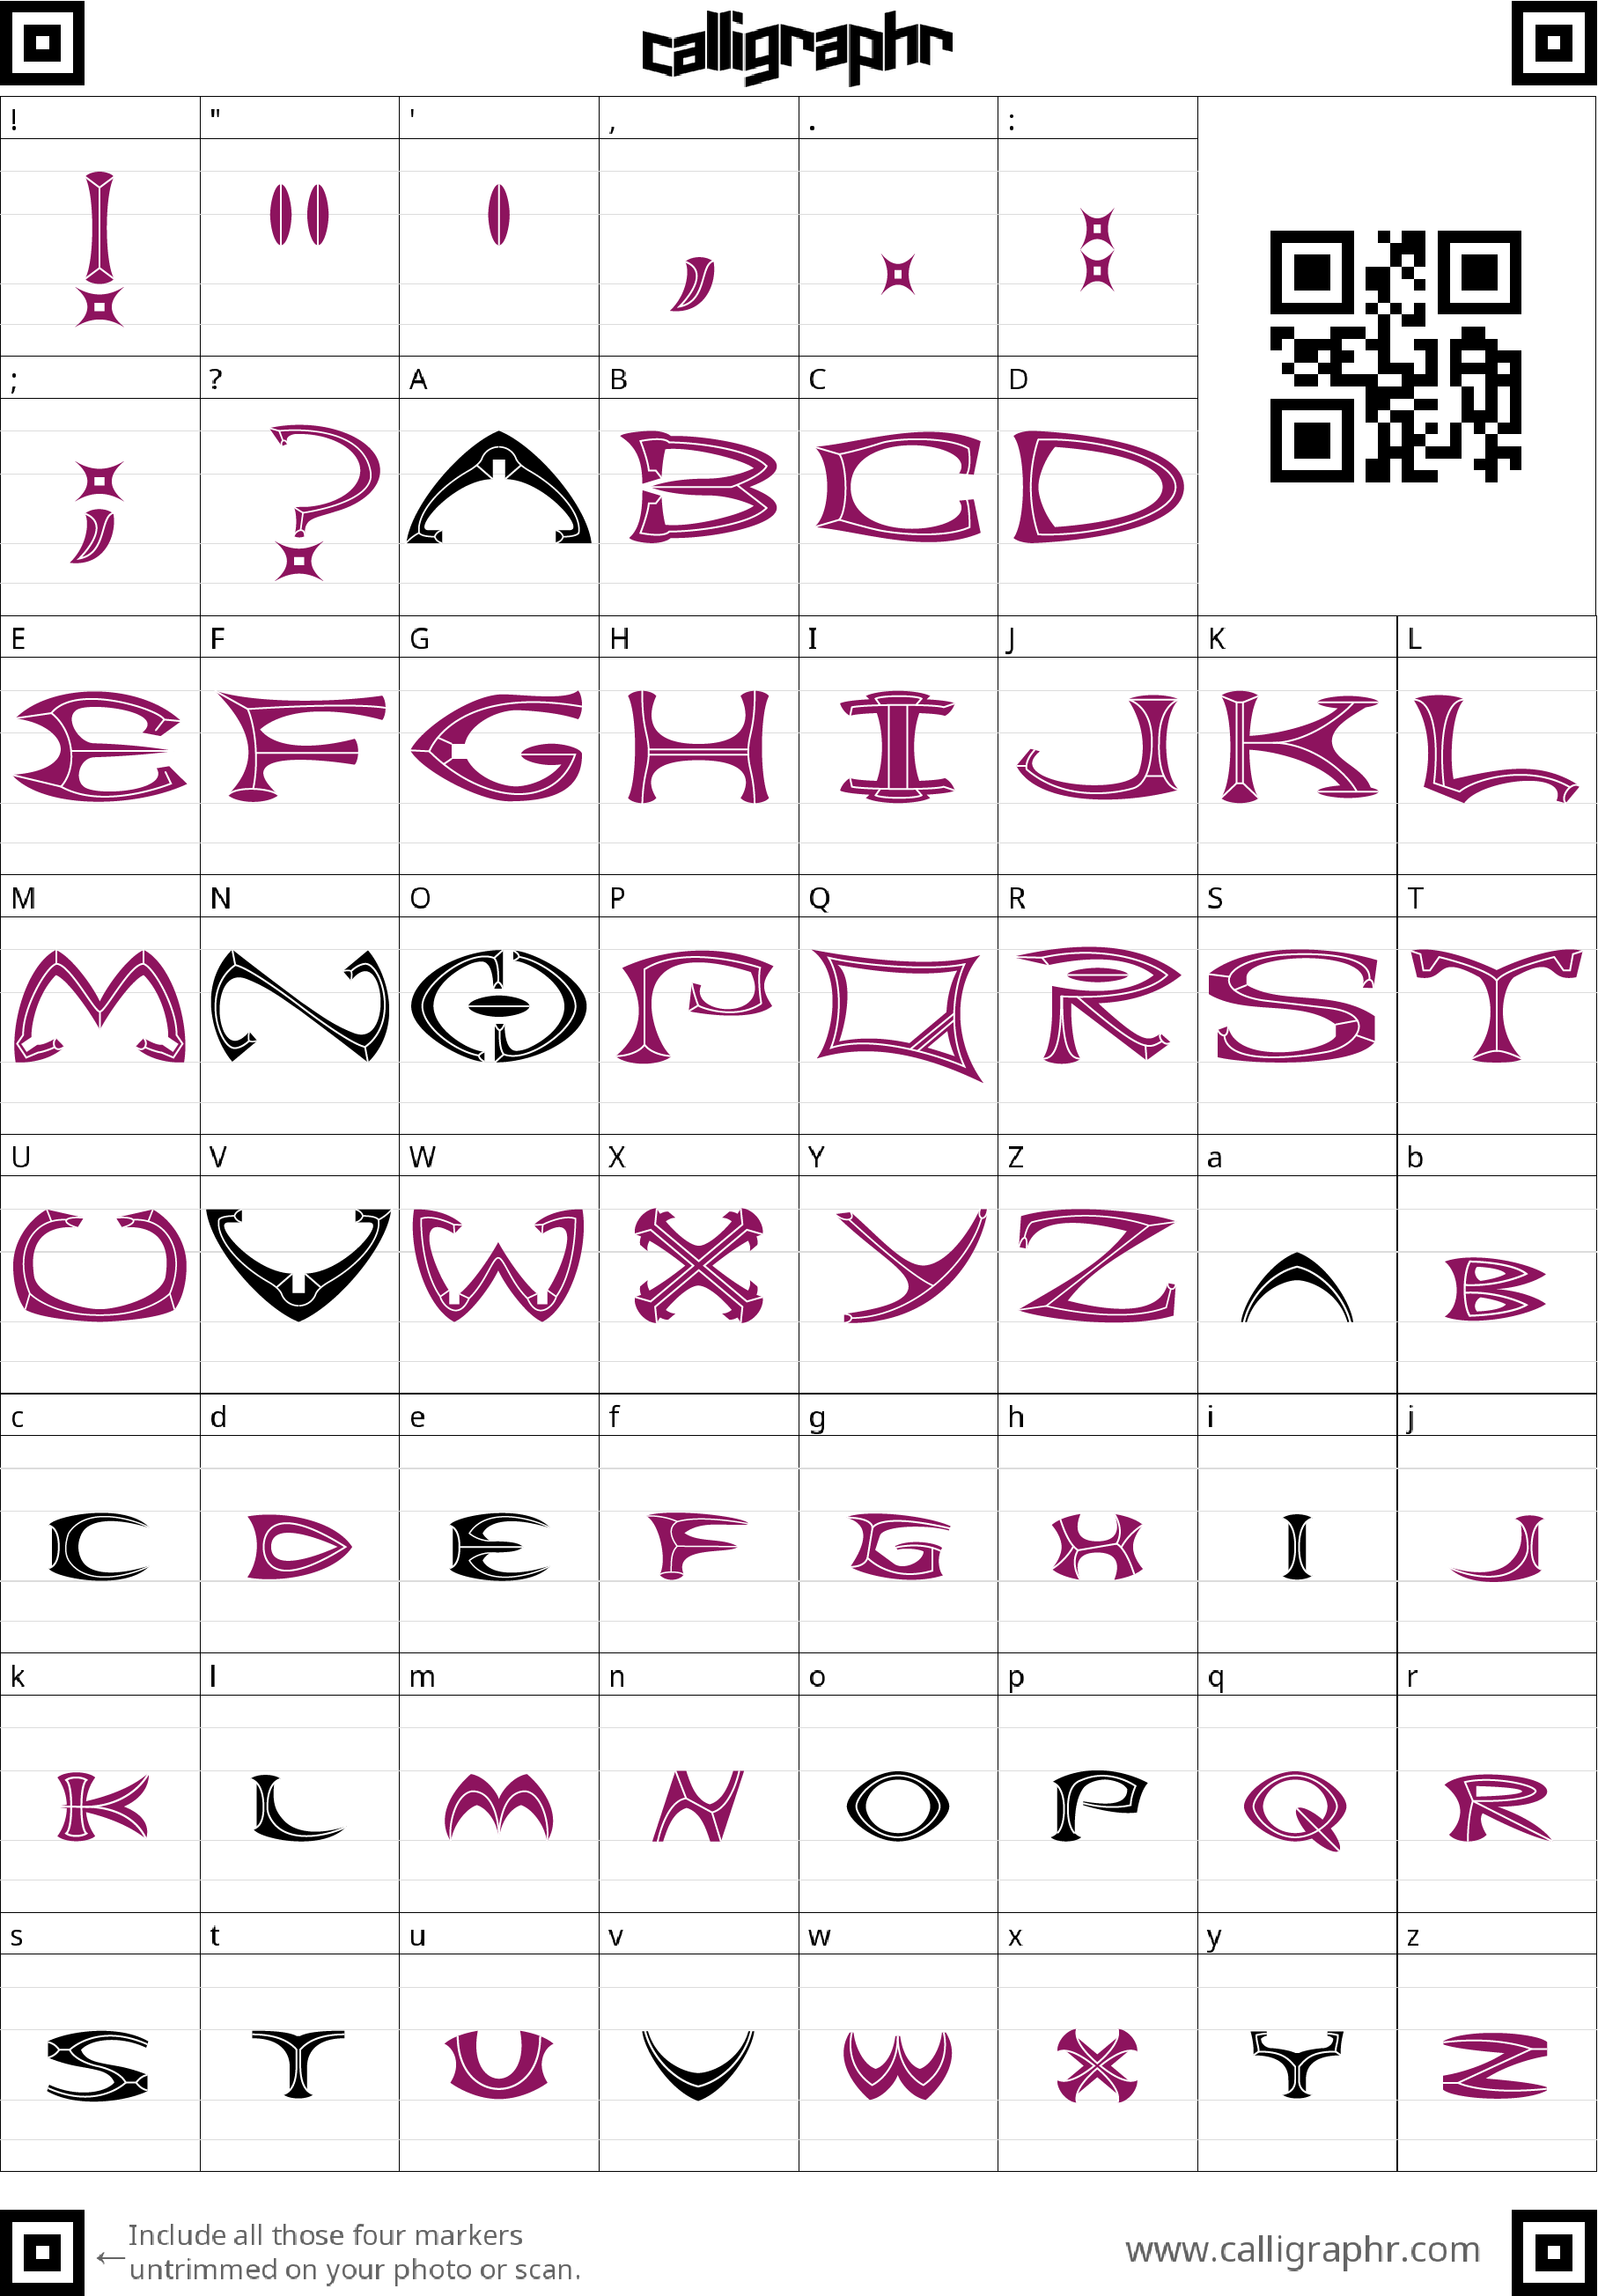 calligraphr
! " ' , . :
! " ' , . :
; ? A B C D
; ? A B C D
E F G H I J K L
E F G H I J K L
M N O P Q R S T
M N O P Q R S T
U V W X Y Z a b
U V W X Y Z a b
c d e f g h i j
c d e f g h i j
k l m n o p q r
k l m n o p q r
s t u v w x y z
s t u v w x y z
←Include all those four markers
untrimmed on your photo or scan.
www.calligraphr.com